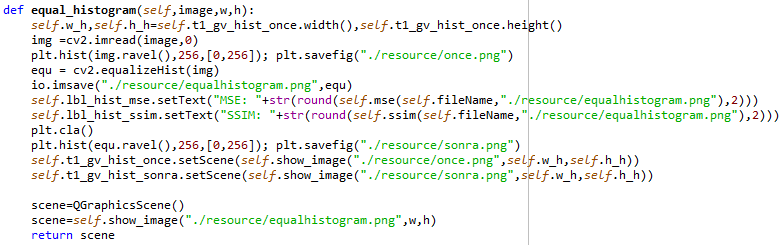 def equal_histogram(self,image,w,h):
    self.w_h,self.h_h=self.t1_gv_hist_once.width(),self.t1_gv_hist_once.height()
    img =cv2.imread(image,0)
    plt.hist(img.ravel(),256,[0,256]); plt.savefig("./resource/once.png")
    equ = cv2.equalizeHist(img)
    io.imsave("./resource/equalhistogram.png",equ)
    self.lbl_hist_mse.setText("MSE: "+str(round(self.mse(self.fileName,"./resource/equalhistogram.png"),2)))
    self.lbl_hist_ssim.setText("SSIM: "+str(round(self.ssim(self.fileName,"./resource/equalhistogram.png"),2)))
    plt.cla()
    plt.hist(equ.ravel(),256,[0,256]); plt.savefig("./resource/sonra.png")
    self.t1_gv_hist_once.setScene(self.show_image("./resource/once.png",self.w_h,self.h_h))
    self.t1_gv_hist_sonra.setScene(self.show_image("./resource/sonra.png",self.w_h,self.h_h))

    scene=QGraphicsScene()
    scene=self.show_image("./resource/equalhistogram.png",w,h)
    return scene